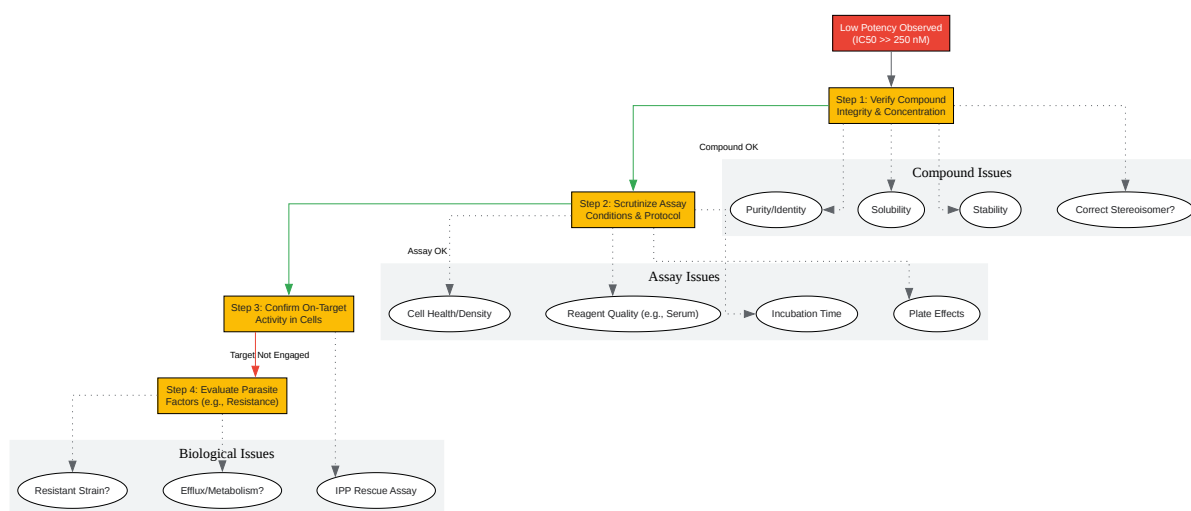 Low Potency Observed
(IC50 >> 250 nM)
Step 1: Verify Compound
Integrity & Concentration
Compound OK
Compound Issues
Purity/Identity
Solubility
Stability
Correct Stereoisomer?
Step 2: Scrutinize Assay
Conditions & Protocol
Assay OK
Assay Issues
Cell Health/Density
Reagent Quality (e.g., Serum)
Incubation Time
Plate Effects
Step 3: Confirm On-Target
Activity in Cells
Target Not Engaged
Step 4: Evaluate Parasite
Factors (e.g., Resistance)
Biological Issues
Resistant Strain?
Efflux/Metabolism?
IPP Rescue Assay